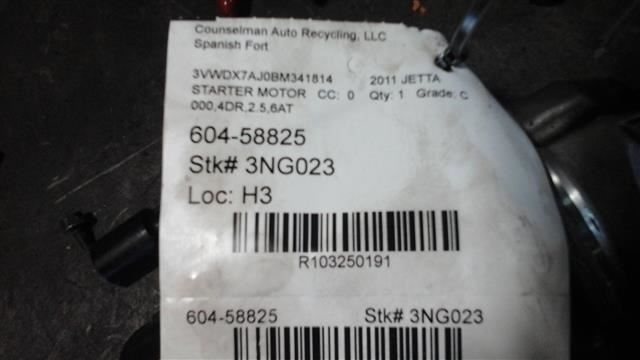 Counselman Auto Recycling, LLC
Spanish Fort
3VWDX7AJ0BM341814 2011 JETTA
STARTER MOTOR CC: 0 Qty: 1 Grade: C
000,4DR,2.5,6AT
604-58825
Stk# 3NG023
Loc: H3
R103250191
604-58825 Stk# 3NG023